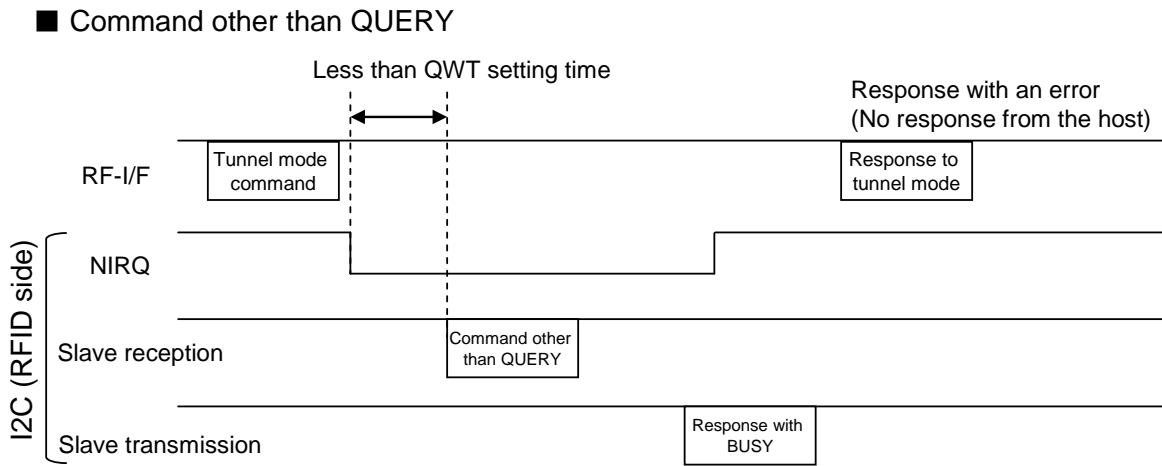 ■ Command other than QUERY
Less than QWT setting time
Response with an error
(No response from the host)
RF-I/F
Tunnel mode
command
Response to
tunnel mode
I2C (RFID side)
NIRQ
Slave reception
Command other
than QUERY
Slave transmission
Response with
BUSY